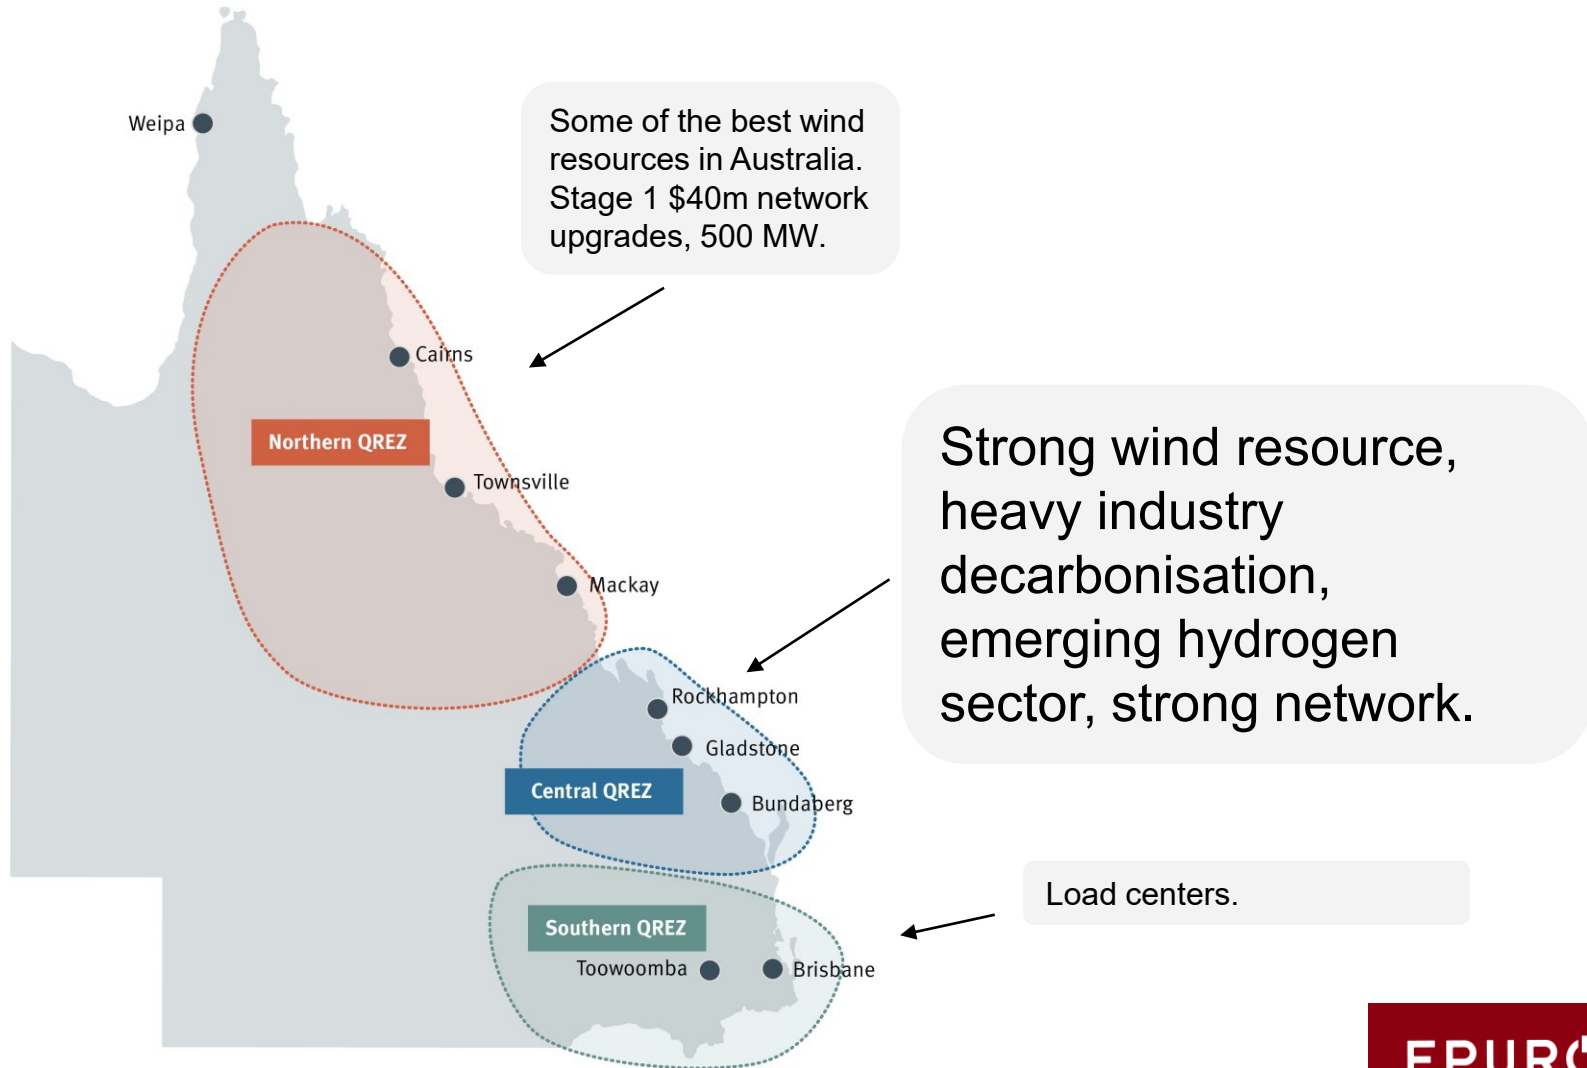 Weipa
Some of the best wind
resources in Australia.
Stage 1 $40m network
upgrades, 500 MW.
Cairns
Northern QREZ
Townsville
Mackay
Strong wind resource,
heavy industry
decarbonisation,
emerging hydrogen
sector, strong network.
Rockhampton
Gladstone
Central QREZ
Bundaberg
Load centers.
Southern QREZ
Toowoomba
Brisbane